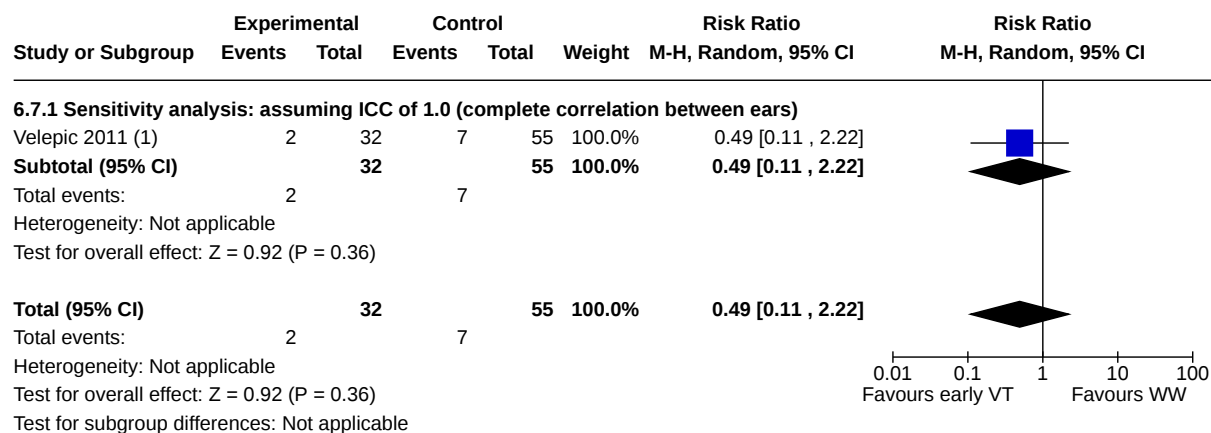 Experimental Control Risk Ratio Risk Ratio
Study or Subgroup Events Total Events Total Weight M-H, Random, 95% CI M-H, Random, 95% CI
6.7.1 Sensitivity analysis: assuming ICC of 1.0 (complete correlation between ears)
Velepic 2011 (1) 2 32 7 55 100.0% 0.49 [0.11 , 2.22]
Subtotal (95% CI) 32 55 100.0% 0.49 [0.11 , 2.22]
Total events: 2 7
Heterogeneity: Not applicable
Test for overall effect: Z = 0.92 (P = 0.36)
Total (95% CI) 32 55 100.0% 0.49 [0.11 , 2.22]
Total events: 2 7
Heterogeneity: Not applicable
0.01 0.1 1 10 100
Test for overall effect: Z = 0.92 (P = 0.36)
Favours early VT Favours WW
Test for subgroup differences: Not applicable